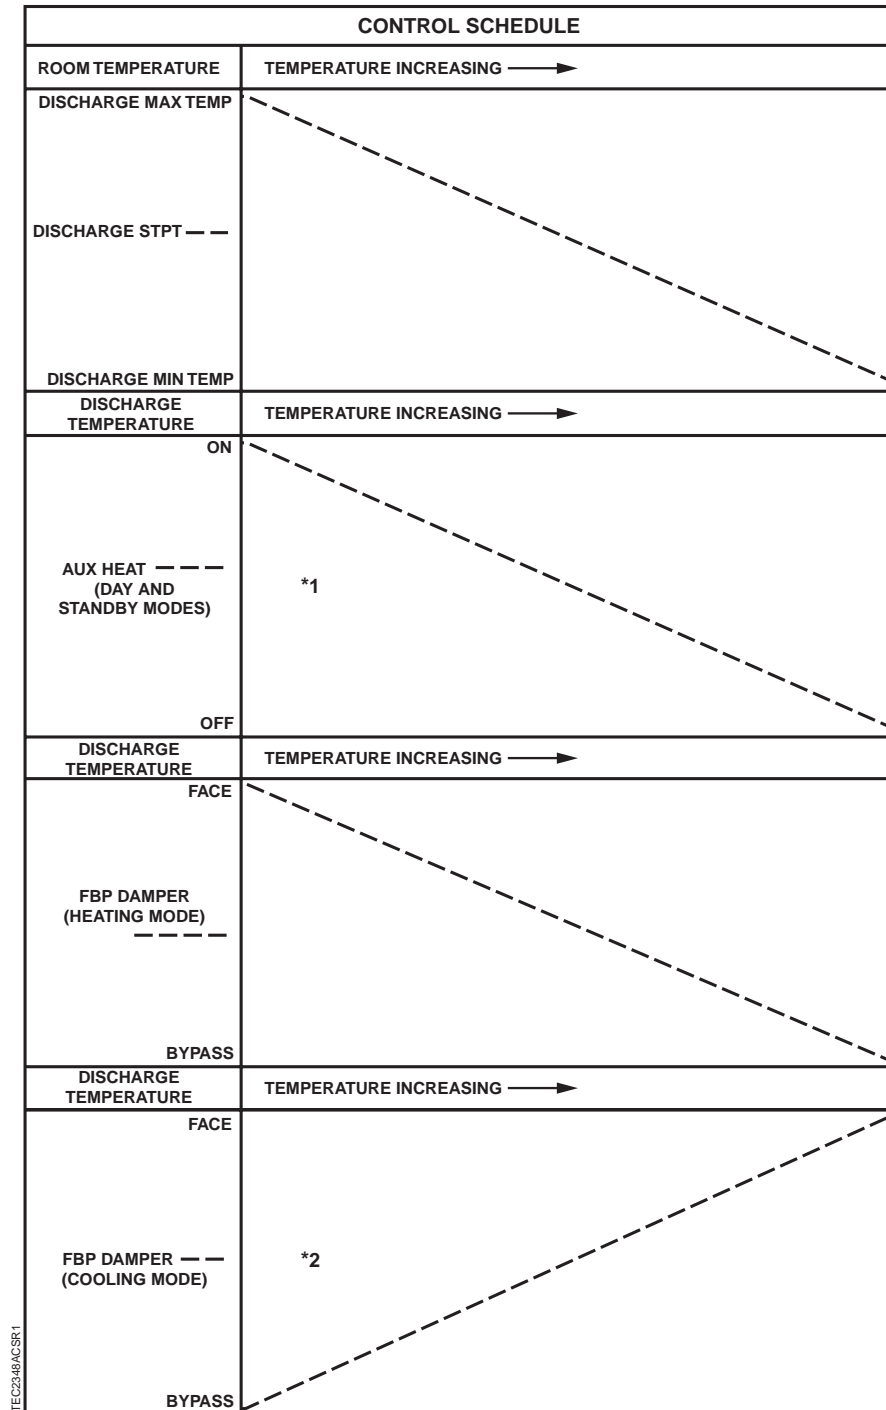 CONTROL SCHEDULE
ROOM TEMPERATURE
TEMPERATURE INCREASING
DISCHARGE MAX TEMP
DISCHARGE STPT
DISCHARGE MIN TEMP
DISCHARGE
TEMPERATURE
TEMPERATURE INCREASING
ON
AUX HEAT
(DAY AND
STANDBY MODES)
*1
OFF
DISCHARGE
TEMPERATURE
TEMPERATURE INCREASING
FACE
FBP DAMPER
(HEATING MODE)
BYPASS
DISCHARGE
TEMPERATURE
TEMPERATURE INCREASING
FACE
FBP DAMPER
(COOLING MODE)
*2
BYPASS
TEC2348ACSR1